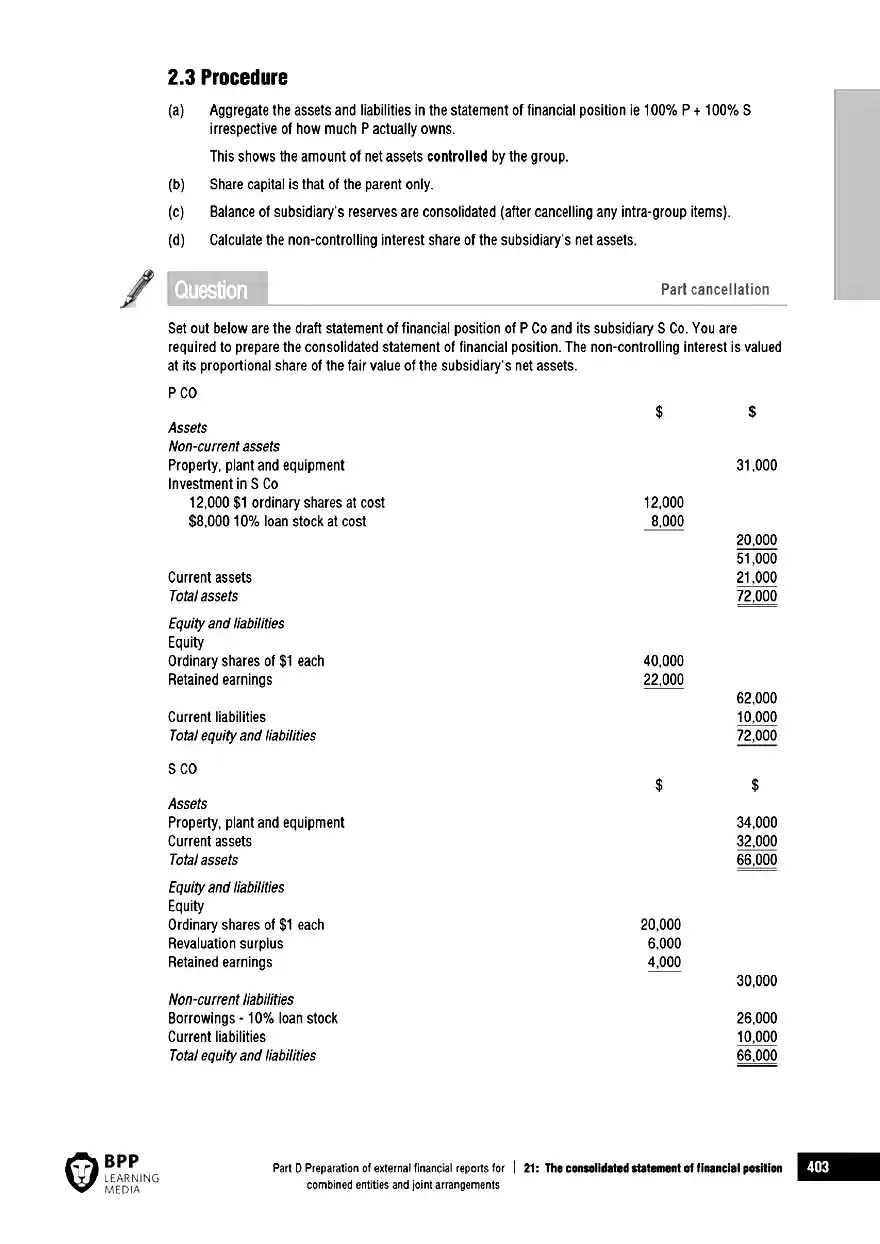 2.3 Procedure
(a) Aggregate the assets and liabilities in the statement of financial position ie 100% P + 100% S
irrespective of how much P actually owns.
This shows the amount of net assets controlled by the group.
(b) Share capital is that of the parent only.
(c) Balance of subsidiary's reserves are consolidated (after cancelling any intra-group items).
(d) Calculate the non-controlling interest share of the subsidiary's net assets.
Question Part cancellation
Set out below are the draft statement of financial position of P Co and its subsidiary S Co. You are
required to prepare the consolidated statement of financial position. The non-controlling interest is valued
at its proportional share of the fair value of the subsidiary's net assets.
P CO
$ $
Assets
Non-current assets
Property, plant and equipment 31,000
Investment in S Co
12,000 $1 ordinary shares at cost 12,000
$8,000 10% loan stock at cost 8,000
20,000
51,000
Current assets 21,000
Total assets 72,000
Equity and liabilities
Equity
Ordinary shares of $1 each 40,000
Retained earnings 22,000
62,000
Current liabilities 10,000
Total equity and liabilities 72,000
S CO
$ $
Assets
Property, plant and equipment 34,000
Current assets 32,000
Total assets 66,000
Equity and liabilities
Equity
Ordinary shares of $1 each 20,000
Revaluation surplus 6,000
Retained earnings 4,000
30,000
Non-current liabilities
Borrowings - 10% loan stock 26,000
Current liabilities 10,000
Total equity and liabilities 66,000
BPP
LEARNING
MEDIA
Part D Preparation of external financial reports for | 21: The consolidated statement of financial position 403
combined entities and joint arrangements